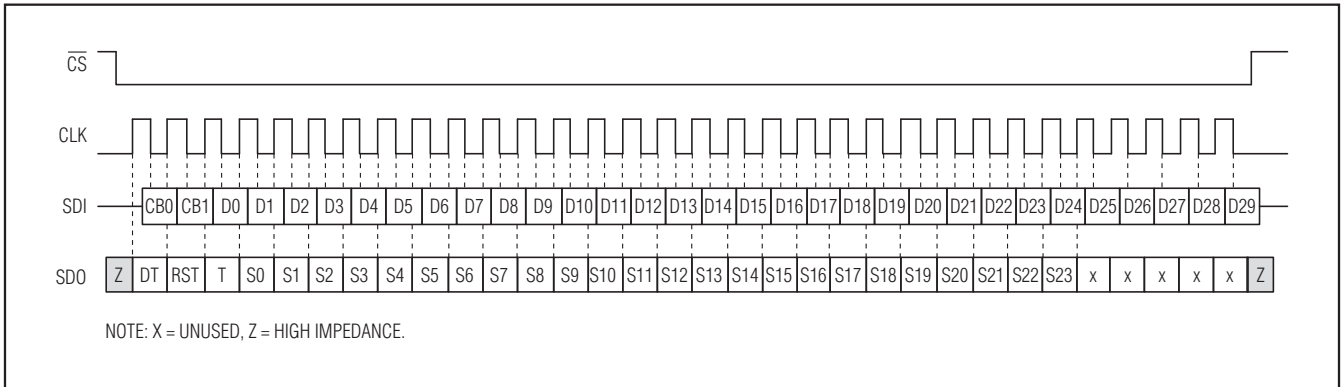 CS
CLK
SDI CB0 CB1 D0 D1 D2 D3 D4 D5 D6 D7 D8 D9 D10 D11 D12 D13 D14 D15 D16 D17 D18 D19 D20 D21 D22 D23 D24 D25 D26 D27 D28 D29
SDO Z DT RST T S0 S1 S2 S3 S4 S5 S6 S7 S8 S9 S10 S11 S12 S13 S14 S15 S16 S17 S18 S19 S20 S21 S22 S23 x x x x x Z
NOTE: X = UNUSED, Z = HIGH IMPEDANCE.